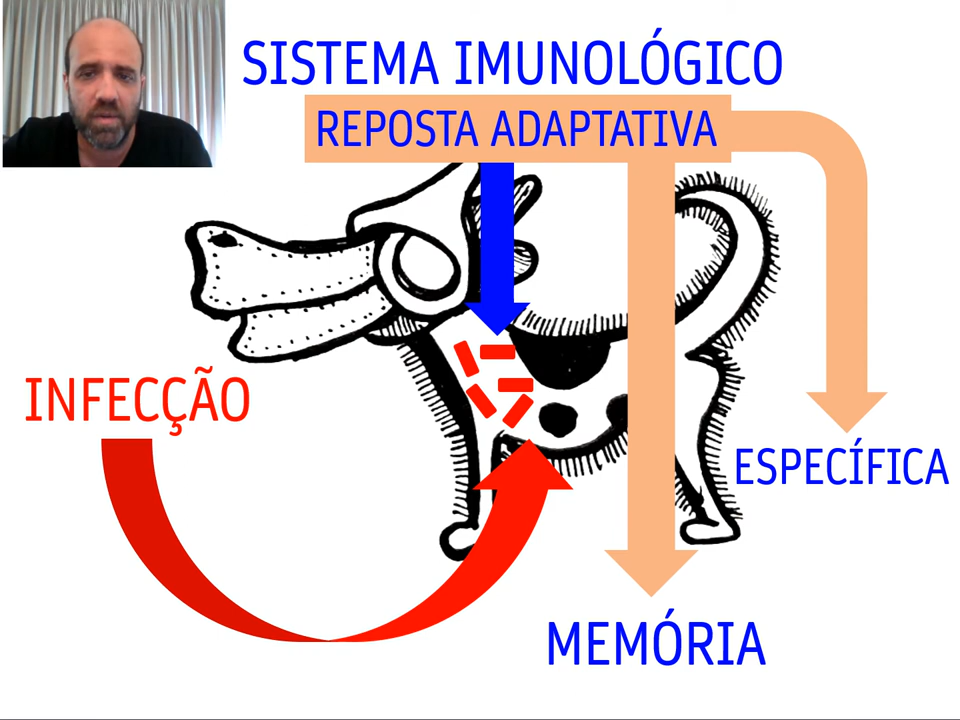 SISTEMA IMUNOLÓGICO
REPOSTA ADAPTATIVA
INFECÇÃO
ESPECÍFICA
MEMÓRIA